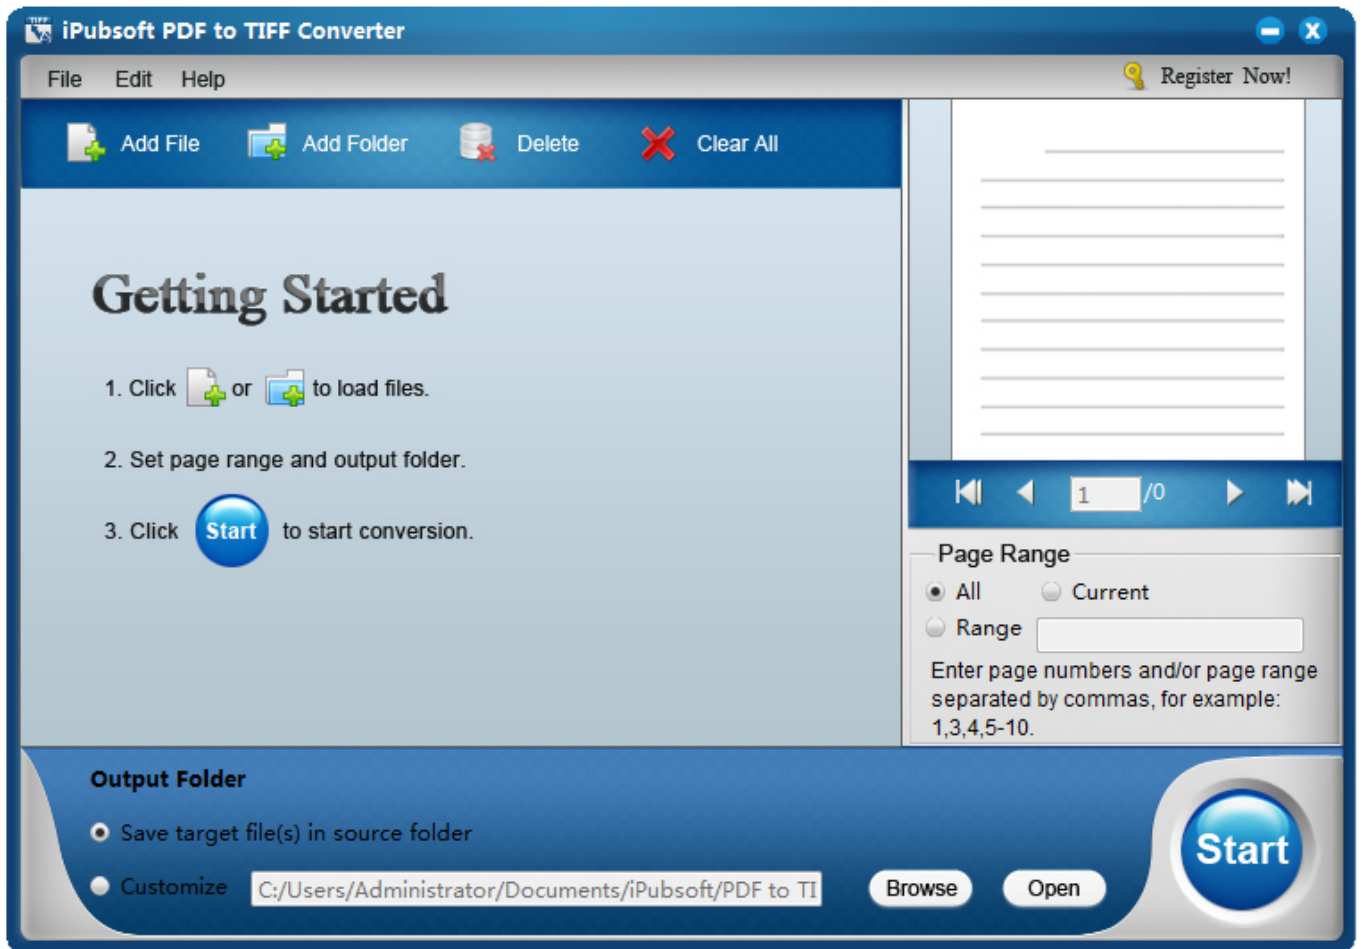 iPubsoft PDF to TIFF Converter
File Edit Help
Register Now!
Add File Add Folder Delete Clear All
Getting Started
1. Click or to load files.
2. Set page range and output folder.
3. Click Start to start conversion.
1 /0
Page Range
All Current
Range
Enter page numbers and/or page range
separated by commas, for example:
1,3,4,5-10.
Output Folder
Save target file(s) in source folder
Customize C:/Users/Administrator/Documents/iPubsoft/PDF to TI
Browse Open
Start